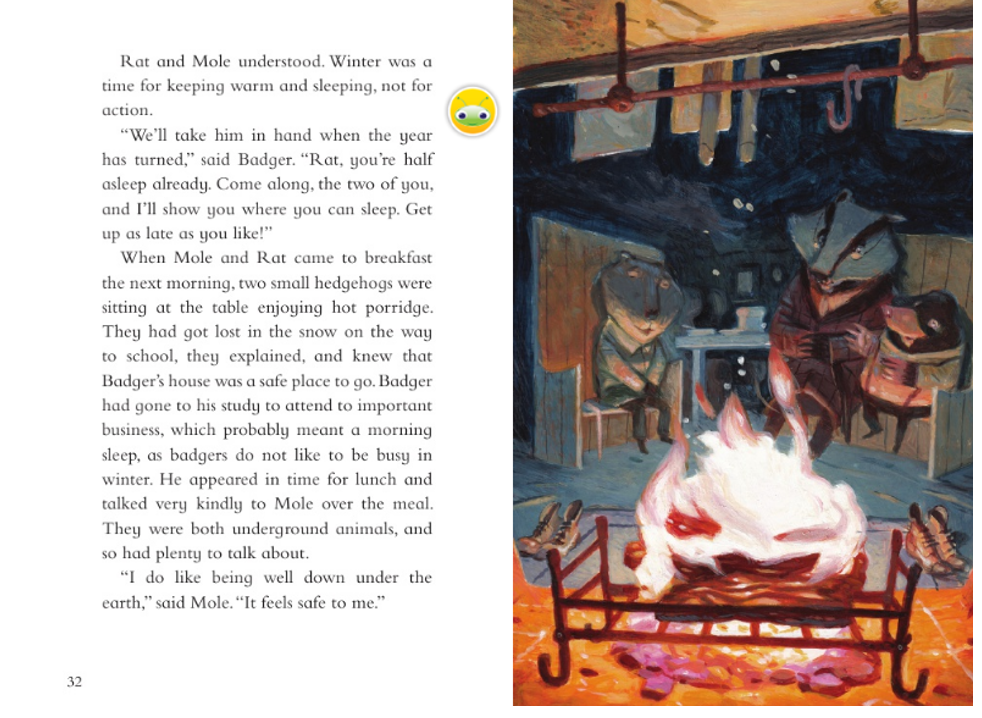 Rat and Mole understood. Winter was a
time for keeping warm and sleeping, not for
action.
“We’ll take him in hand when the year
has turned,” said Badger. “Rat, you’re half
asleep already. Come along, the two of you,
and I’ll show you where you can sleep. Get
up as late as you like!”
When Mole and Rat came to breakfast
the next morning, two small hedgehogs were
sitting at the table enjoying hot porridge.
They had got lost in the snow on the way
to school, they explained, and knew that
Badger’s house was a safe place to go. Badger
had gone to his study to attend to important
business, which probably meant a morning
sleep, as badgers do not like to be busy in
winter. He appeared in time for lunch and
talked very kindly to Mole over the meal.
They were both underground animals, and
so had plenty to talk about.
“I do like being well down under the
earth,” said Mole. “It feels safe to me.”
32